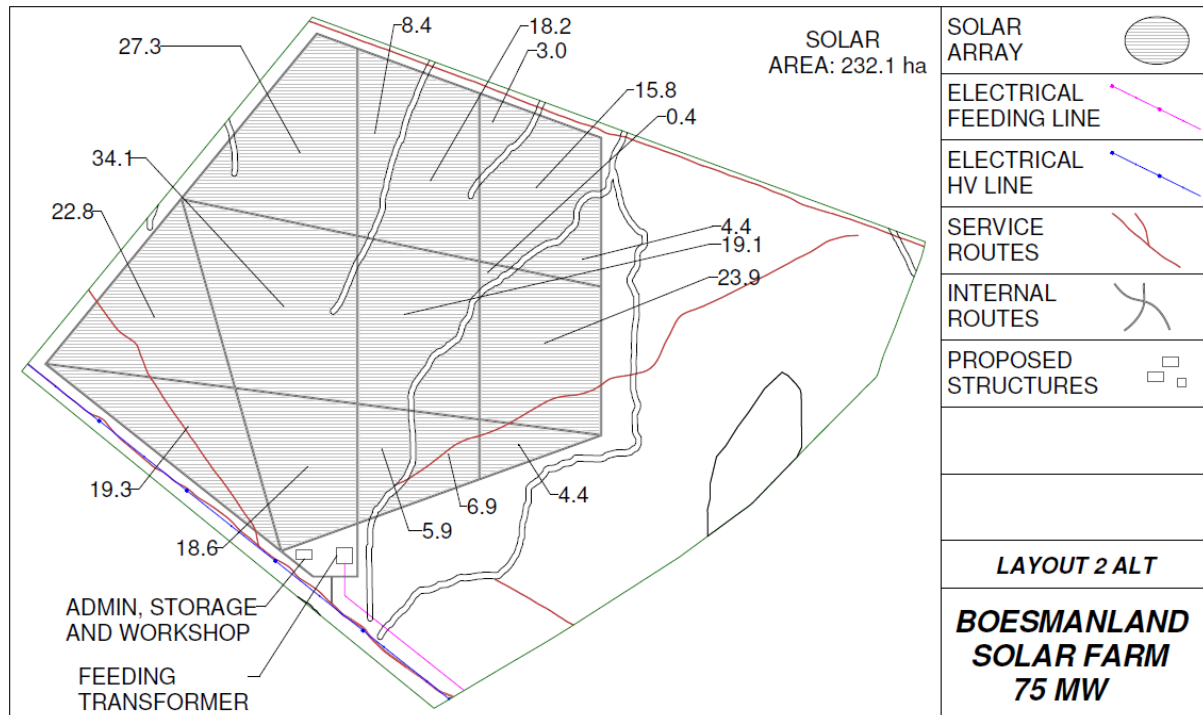 8.4
18.2
27.3
3.0
SOLAR
AREA: 232.1 ha
15.8
0.4
34.1
22.8
4.4
19.1
23.9
19.3
18.6
5.9
6.9
4.4
ADMIN, STORAGE
AND WORKSHOP
FEEDING
TRANSFORMER
SOLAR
ARRAY
ELECTRICAL
FEEDING LINE
ELECTRICAL
HV LINE
SERVICE
ROUTES
INTERNAL
ROUTES
PROPOSED
STRUCTURES
LAYOUT 2 ALT
BOESMANLAND
SOLAR FARM
75 MW